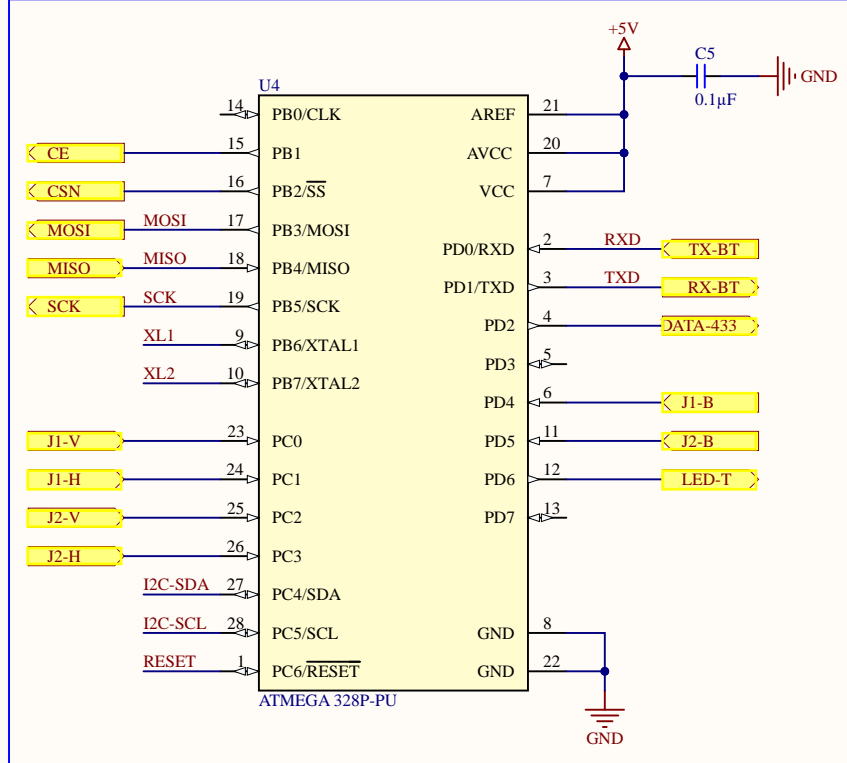 +5V
C5
GND
0.1µF
U4
14 PB0/CLK AREF 21
CE 15 PB1 AVCC 20
CSN 16 PB2/SS VCC 7
MOSI MOSI 17 PB3/MOSI
PD0/RXD 2 RXD TX-BT
MISO MISO 18 PB4/MISO
PD1/TXD 3 TXD RX-BT
SCK SCK 19 PB5/SCK
PD2 4 DATA-433
XL1 9 PB6/XTAL1
PD3 5
XL2 10 PB7/XTAL2
PD4 6 J1-B
J1-V 23 PC0 PD5 11 J2-B
J1-H 24 PC1 PD6 12 LED-T
J2-V 25 PC2 PD7 13
J2-H 26 PC3
I2C-SDA 27 PC4/SDA
I2C-SCL 28 PC5/SCL GND 8
RESET 1 PC6/RESET GND 22
ATMEGA 328P-PU
GND